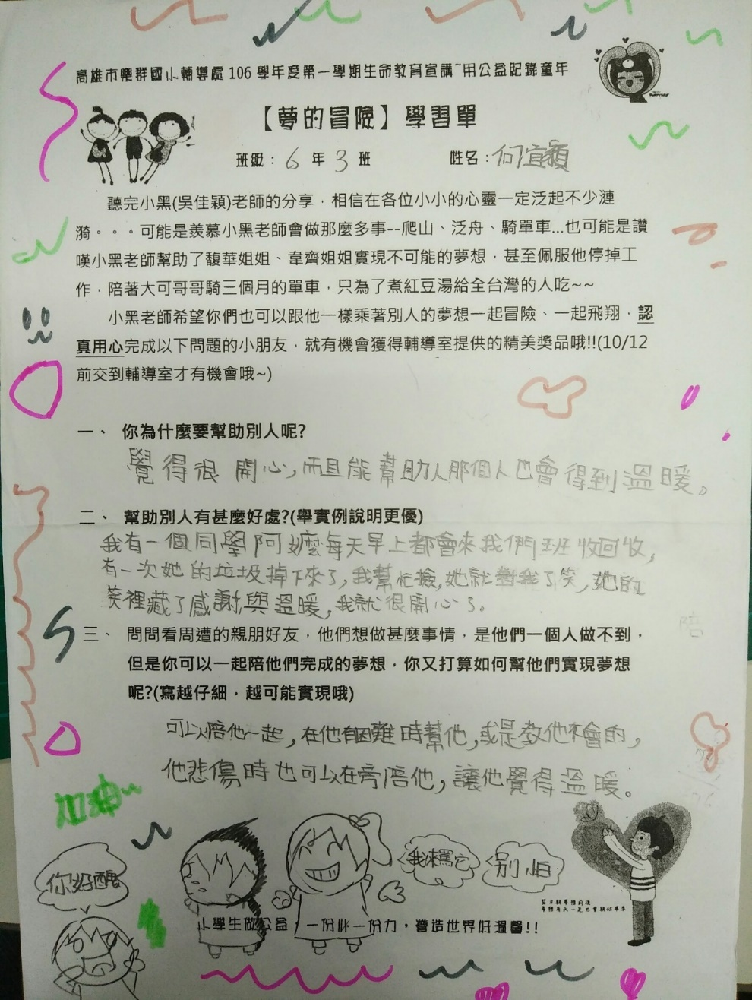 高雄市樂群國小輔導處 106 學年度第一學期生命教育宣講~用公益記錄童年
【夢的冒險】學習單
班級：6 年 3 班 姓名：何宜蘋
聽完小黑(吳佳穎)老師的分享，相信在各位小小的心靈一定泛起不少漣
漪。。。可能是羨慕小黑老師會做那麼多事--爬山、泛舟、騎單車...也可能是讚
嘆小黑老師幫助了馥華姐姐、韋齊姐姐實現不可能的夢想，甚至佩服他停掉工
作，陪著大可哥哥騎三個月的單車，只為了煮紅豆湯給全台灣的人吃~~
小黑老師希望你們也可以跟他一樣乘著別人的夢想一起冒險、一起飛翔，認
真用心完成以下問題的小朋友，就有機會獲得輔導室提供的精美獎品哦!!(10/12
前交到輔導室才有機會哦~)
一、 你為什麼要幫助別人呢?
覺得很開心,而且能幫助人那個人也會得到溫暖。
二、 幫助別人有甚麼好處?(舉實例說明更優)
我有一個同學阿嬤每天早上都會來我們班收回收,
有一次她的垃圾掉下來了,我幫忙撿,她就對我了笑,她的
笑裡藏了感謝與溫暖,我就很開心了。
三、 問問看周遭的親朋好友，他們想做甚麼事情，是他們一個人做不到，
但是你可以一起陪他們完成的夢想，你又打算如何幫他們實現夢想
呢?(寫越仔細，越可能實現哦)
可以陪他一起,在他有困難時幫他,或是教他不會的,
他悲傷時也可以在旁陪他,讓他覺得溫暖。
加油
你好醜
我來罵它
別怕
小學生做公益，一份心一份力，營造世界好溫馨!!